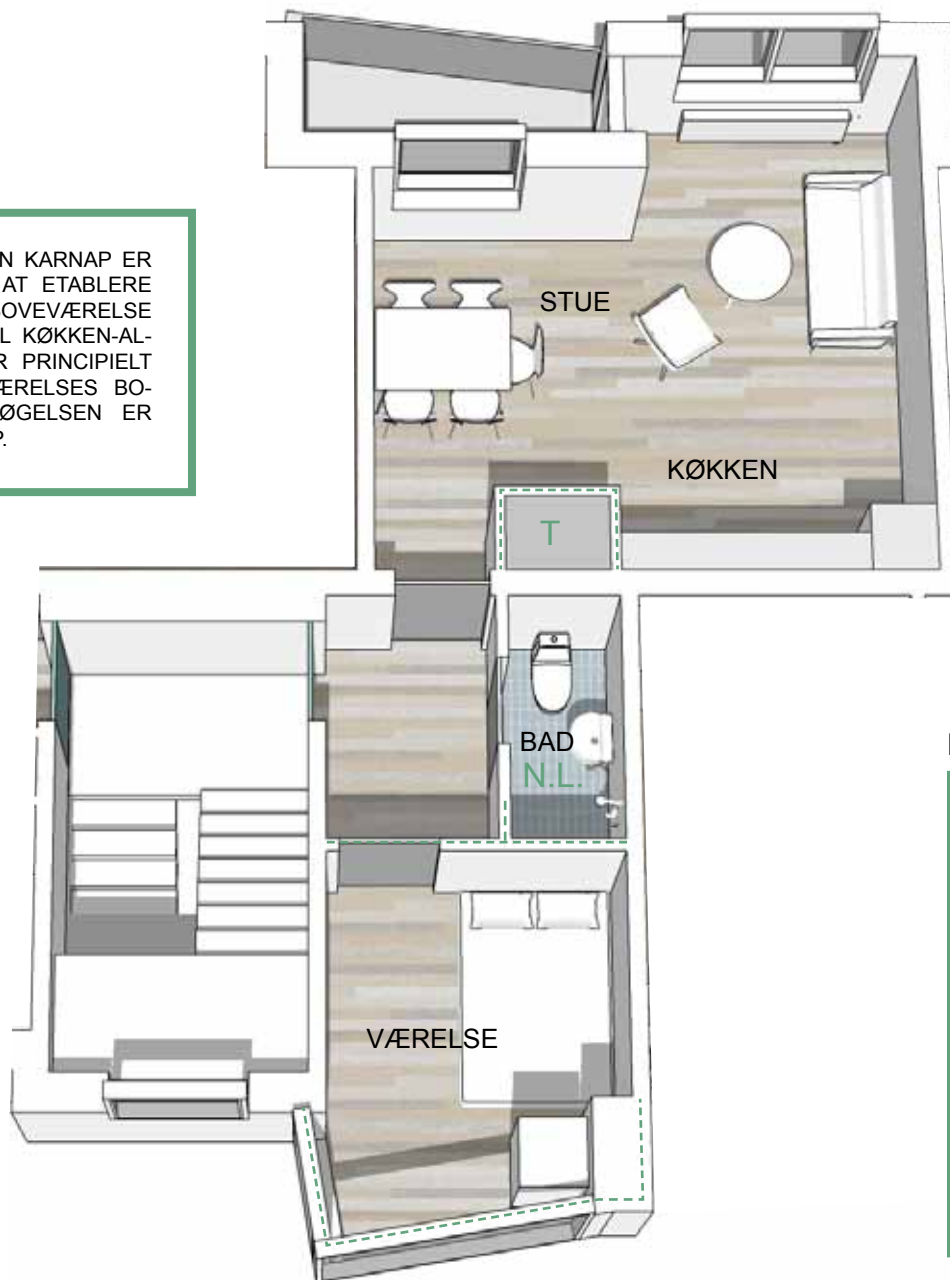 N KARNAP ER
AT ETABLERE
OVEVÆRELSE
L KØKKEN-AL-
R PRINCIPIELT
ÆRELSES BO-
ØGELSEN ER
P.
STUE
KØKKEN
T
BAD
N.L.
VÆRELSE